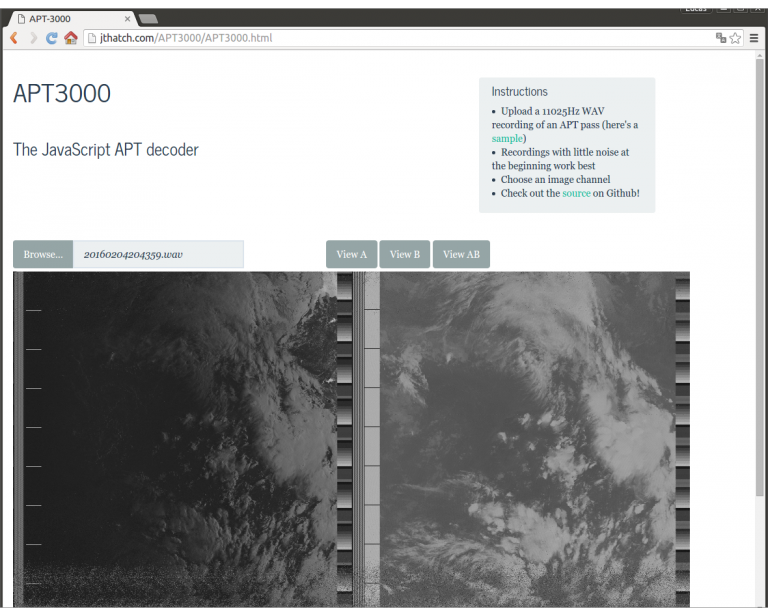 Lucas
APT-3000
jthatch.com/APT3000/APT3000.html
APT3000
The JavaScript APT decoder
Instructions
• Upload a 11025Hz WAV
recording of an APT pass (here's a
sample)
• Recordings with little noise at
the beginning work best
• Choose an image channel
• Check out the source on Github!
Browse... 20160204204359.wav
View A View B View AB